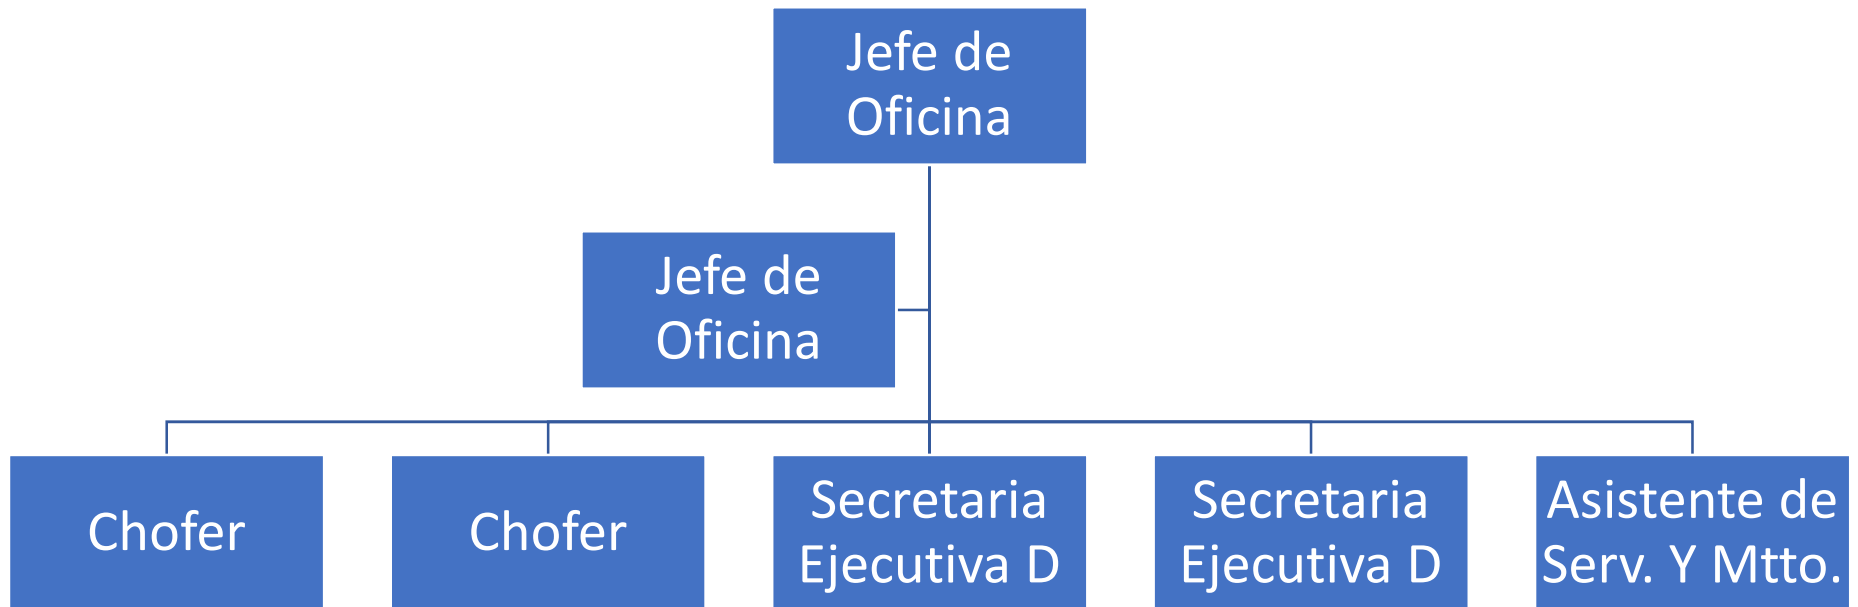 Jefe de
Oficina
Jefe de
Oficina
Chofer
Chofer
Secretaria
Ejecutiva D
Secretaria
Ejecutiva D
Asistente de
Serv. Y Mtto.